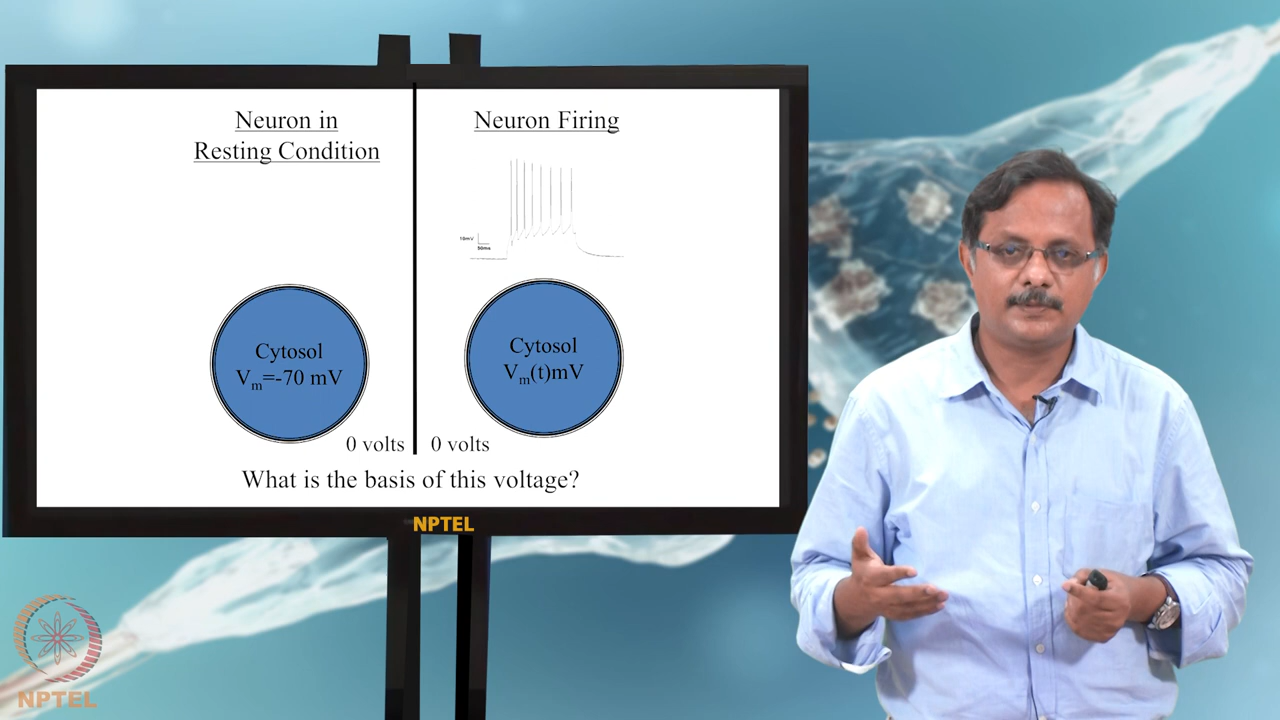 Neuron in
Resting Condition
Neuron Firing
10mV
50ms
Cytosol
Vm=-70 mV
Cytosol
Vm(t)mV
0 volts
0 volts
What is the basis of this voltage?
NPTEL
NPTEL